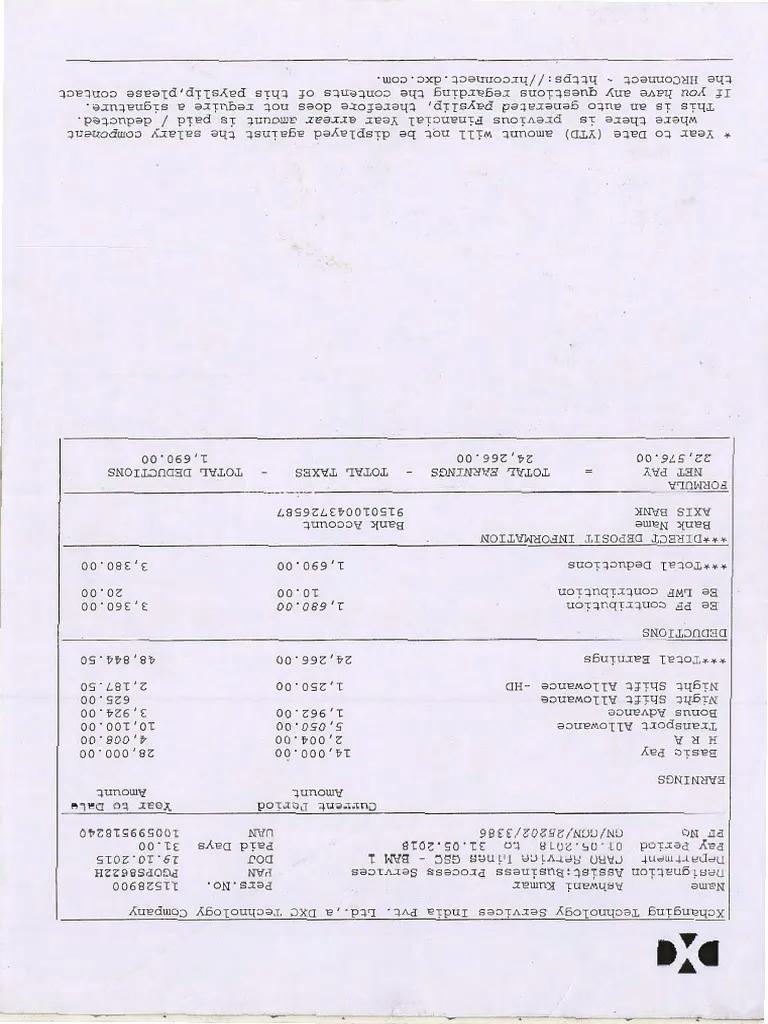 DXC
Xchanging Technology Services India Pvt. Ltd.,a DXC Technology Company
Name Ashwani Kumar Pers.No. 11528900
Designation Assist:Business Process Services PAN PGOPS8622H
Department CARO Service Lines GSC - BAM 1 DOJ 19.10.2015
Pay Period 01.05.2018 to 31.05.2018 Paid Days 31.00
PF No GN/GGN/25202/3386 UAN 100599518240
Current Period Year to Date
Amount Amount
EARNINGS
Basic Pay 14,000.00 28,000.00
H R A 2,004.00 4,008.00
Transport Allowance 5,050.00 10,100.00
Bonus Advance 1,962.00 3,924.00
Night Shift Allowance 625.00
Night Shift Allowance -HD 1,250.00 2,187.50
***Total Earnings 24,266.00 48,844.50
DEDUCTIONS
Ee PF contribution 1,680.00 3,360.00
Ee LWF contribution 10.00 20.00
***Total Deductions 1,690.00 3,380.00
***DIRECT DEPOSIT INFORMATION
Bank Name Bank Account
AXIS BANK 915010043726587
FORMULA
NET PAY = TOTAL EARNINGS - TOTAL TAXES - TOTAL DEDUCTIONS
22,576.00 24,266.00 1,690.00
* Year to Date (YTD) amount will not be displayed against the salary component
where there is previous Financial Year arrear amount is paid / deducted.
This is an auto generated payslip, therefore does not require a signature.
If you have any questions regarding the contents of this payslip,please contact
the HRConnect - https://hrconnect.dxc.com.